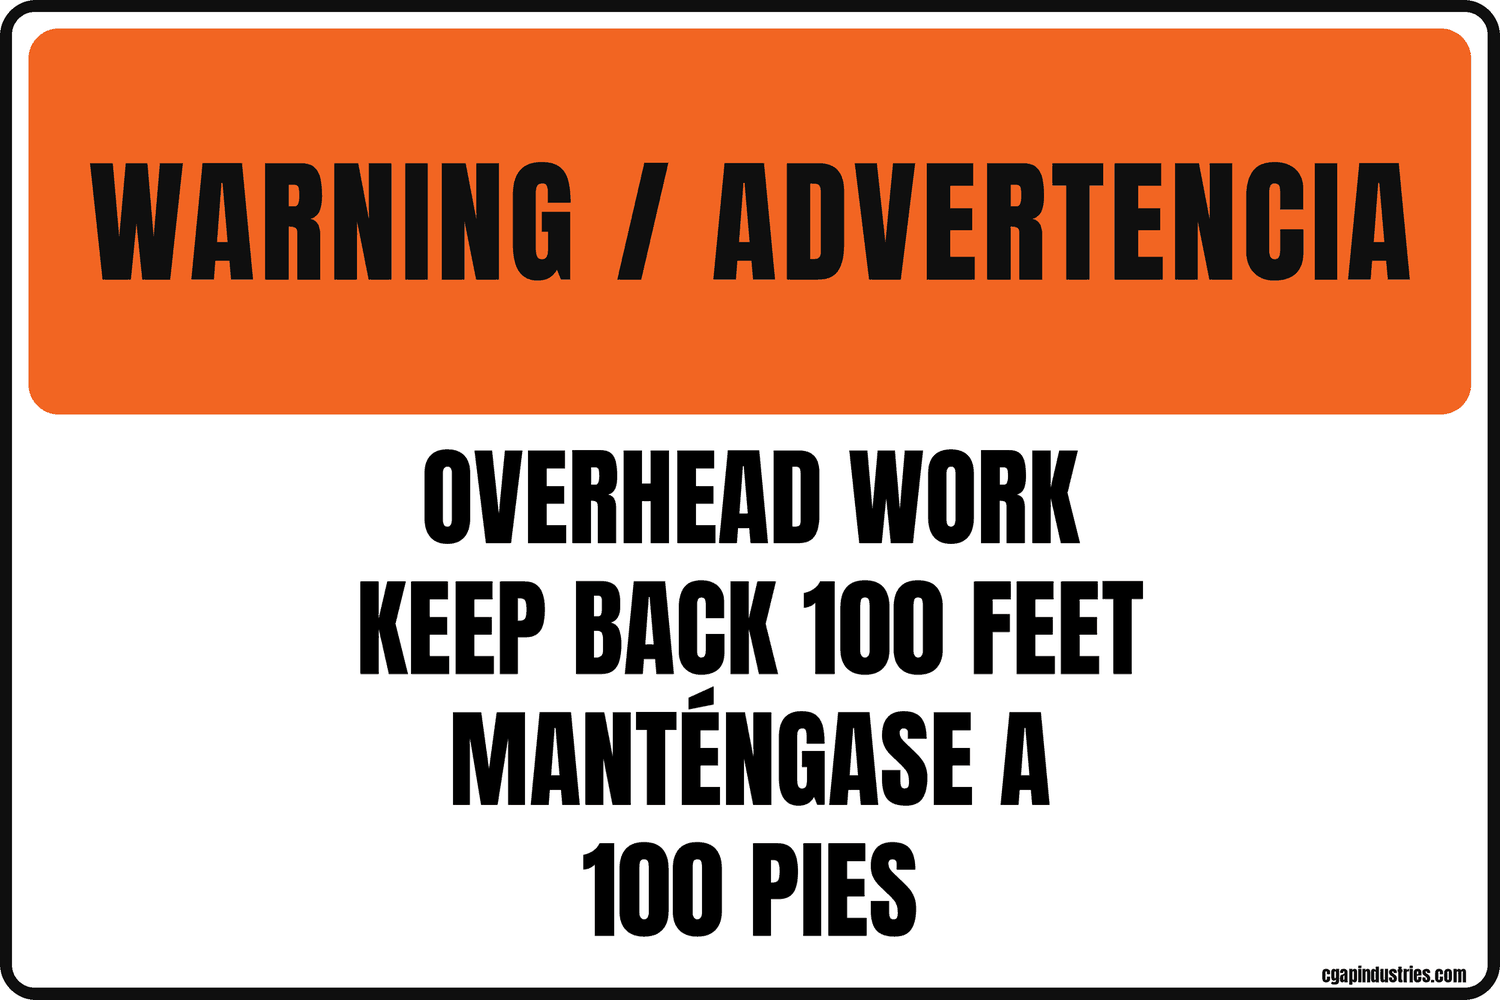 WARNING / ADVERTENCIA
OVERHEAD WORK
KEEP BACK 100 FEET
MANTÉNGASE A
100 PIES
cgapindustries.com